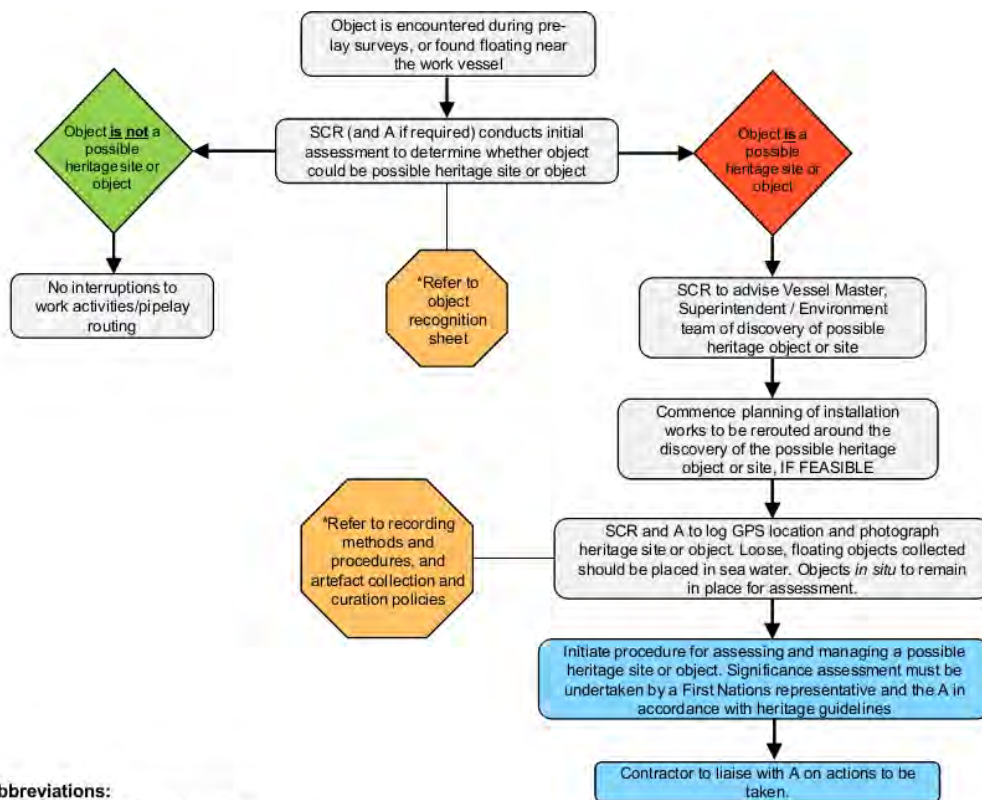 Object is encountered during pre-
lay surveys, or found floating near
the work vessel
Object is not a
possible
heritage site or
object
SCR (and A if required) conducts initial
assessment to determine whether object
could be possible heritage site or object
Object is a
possible
heritage site or
object
No interruptions to
work activities/pipelay
routing
*Refer to
object
recognition
sheet
SCR to advise Vessel Master,
Superintendent / Environment
team of discovery of possible
heritage object or site
Commence planning of installation
works to be rerouted around the
discovery of the possible heritage
object or site, IF FEASIBLE
*Refer to recording
methods and
procedures, and
artefact collection and
curation policies
SCR and A to log GPS location and photograph
heritage site or object. Loose, floating objects collected
should be placed in sea water. Objects in situ to remain
in place for assessment.
Initiate procedure for assessing and managing a possible
heritage site or object. Significance assessment must be
undertaken by a First Nations representative and the A in
accordance with heritage guidelines
Contractor to liaise with A on actions to be
taken.
bbreviations: